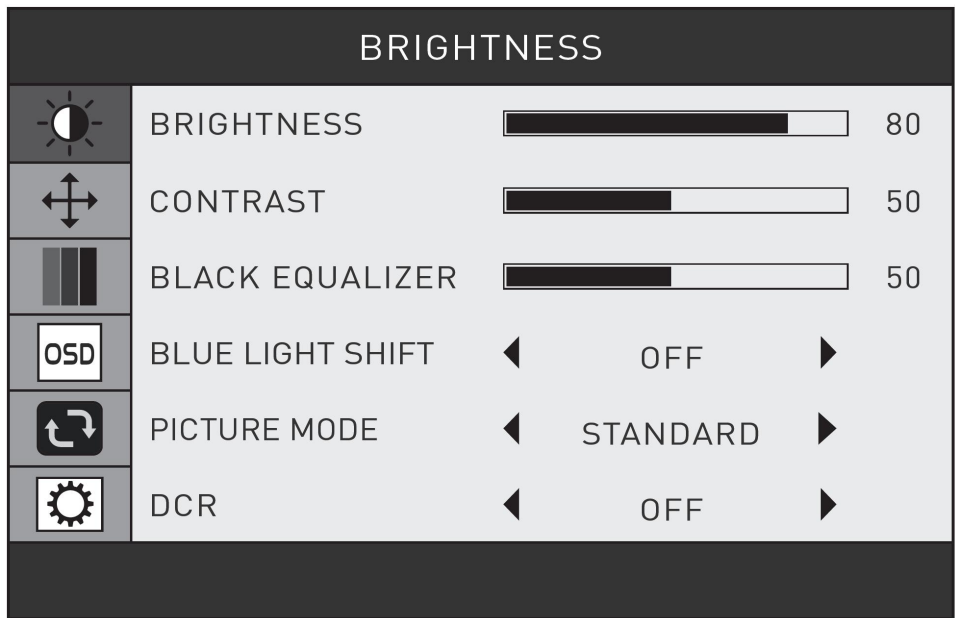 BRIGHTNESS
BRIGHTNESS 80
CONTRAST 50
BLACK EQUALIZER 50
OSD BLUE LIGHT SHIFT OFF
PICTURE MODE STANDARD
DCR OFF